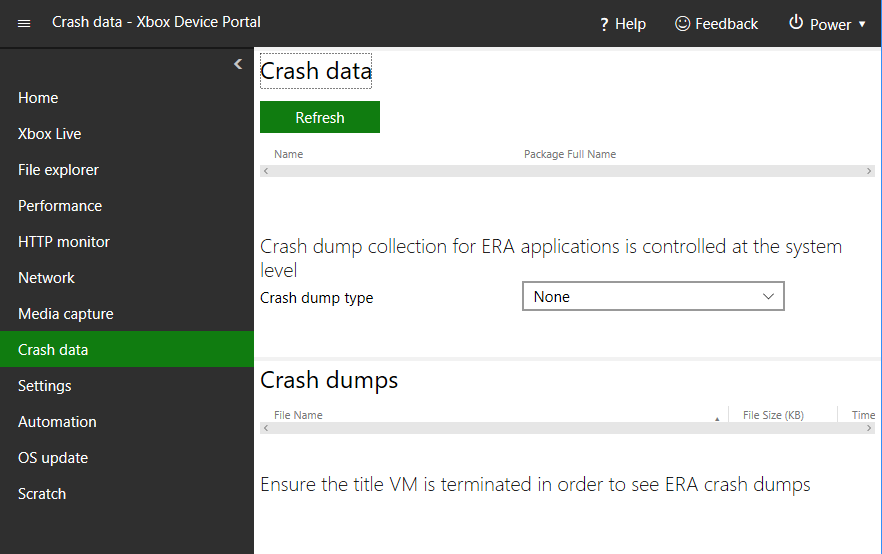 Crash data - Xbox Device Portal
? Help
Feedback
Power
Home
Xbox Live
File explorer
Performance
HTTP monitor
Network
Media capture
Crash data
Settings
Automation
OS update
Scratch
Crash data
Refresh
Name Package Full Name
Crash dump collection for ERA applications is controlled at the system
level
Crash dump type None
Crash dumps
File Name File Size (KB) Time
Ensure the title VM is terminated in order to see ERA crash dumps